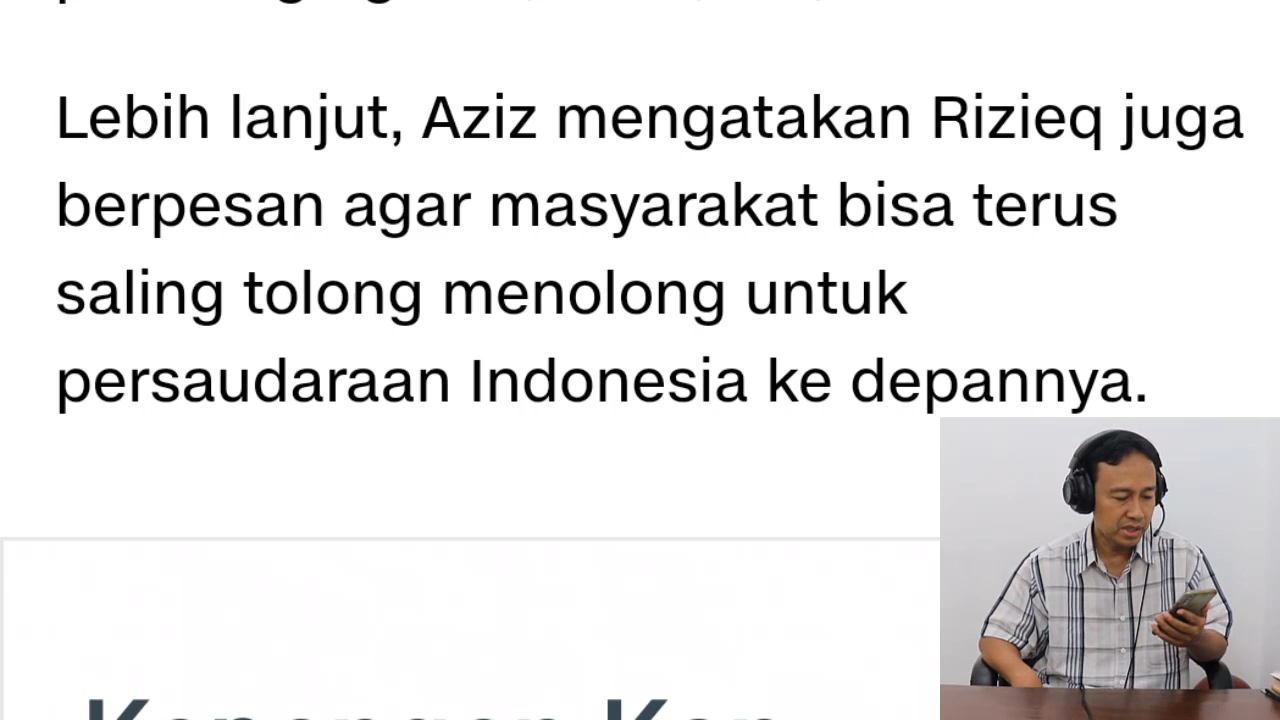 Lebih lanjut, Aziz mengatakan Rizieq juga
berpesan agar masyarakat bisa terus
saling tolong menolong untuk
persaudaraan Indonesia ke depannya.